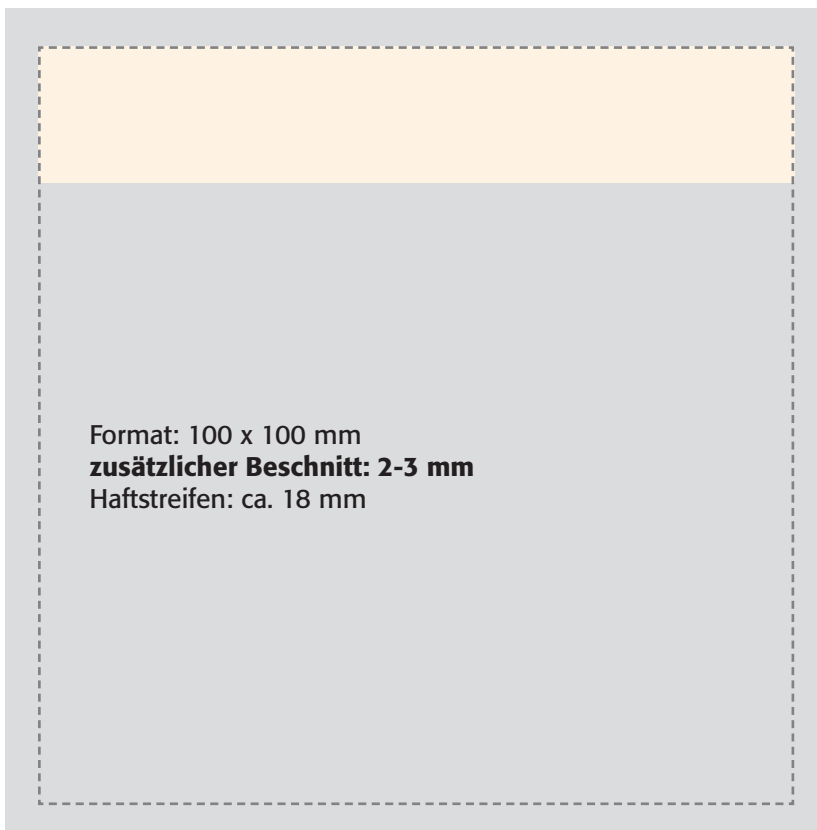 Format: 100 x 100 mm
zusätzlicher Beschnitt: 2-3 mm
Haftstreifen: ca. 18 mm